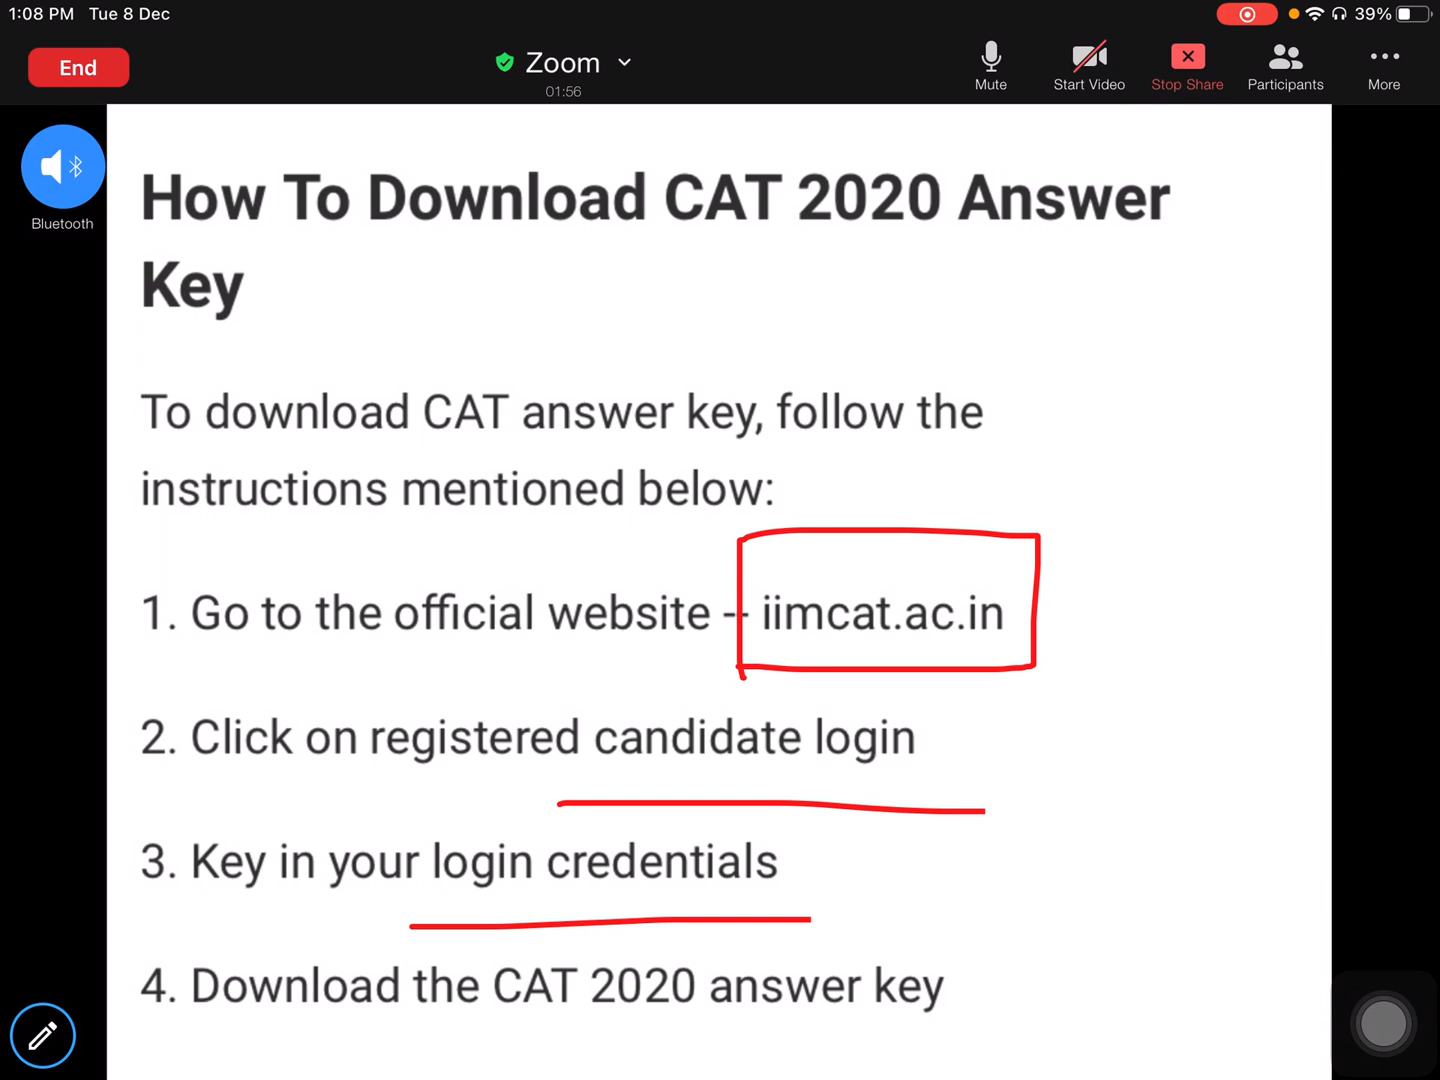 1:08 PM Tue 8 Dec
39%
End
Zoom
01:56
Mute
Start Video
Stop Share
Participants
More
Bluetooth
How To Download CAT 2020 Answer
Key
To download CAT answer key, follow the
instructions mentioned below:
1. Go to the official website -- iimcat.ac.in
2. Click on registered candidate login
3. Key in your login credentials
4. Download the CAT 2020 answer key